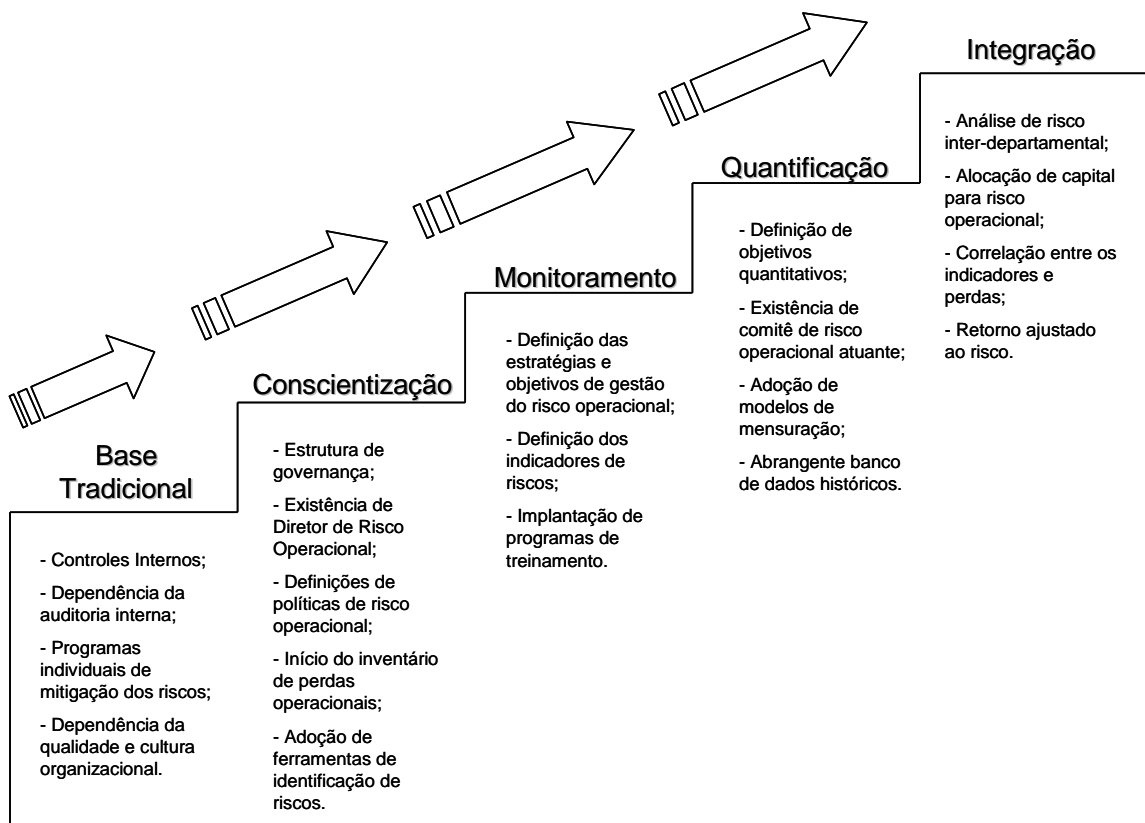 Base
Tradicional
- Controles Internos;
- Dependência da
auditoria interna;
- Programas
individuais de
mitigação dos riscos;
- Dependência da
qualidade e cultura
organizacional.
Conscientização
- Estrutura de
governança;
- Existência de
Diretor de Risco
Operacional;
- Definições de
políticas de risco
operacional;
- Início do inventário
de perdas
operacionais;
- Adoção de
ferramentas de
identificação de
riscos.
Monitoramento
- Definição das
estratégias e
objetivos de gestão
do risco operacional;
- Definição dos
indicadores de
riscos;
- Implantação de
programas de
treinamento.
Quantificação
- Definição de
objetivos
quantitativos;
- Existência de
comitê de risco
operacional atuante;
- Adoção de
modelos de
mensuração;
- Abrangente banco
de dados históricos.
Integração
- Análise de risco
inter-departamental;
- Alocação de capital
para risco
operacional;
- Correlação entre os
indicadores e
perdas;
- Retorno ajustado
ao risco.